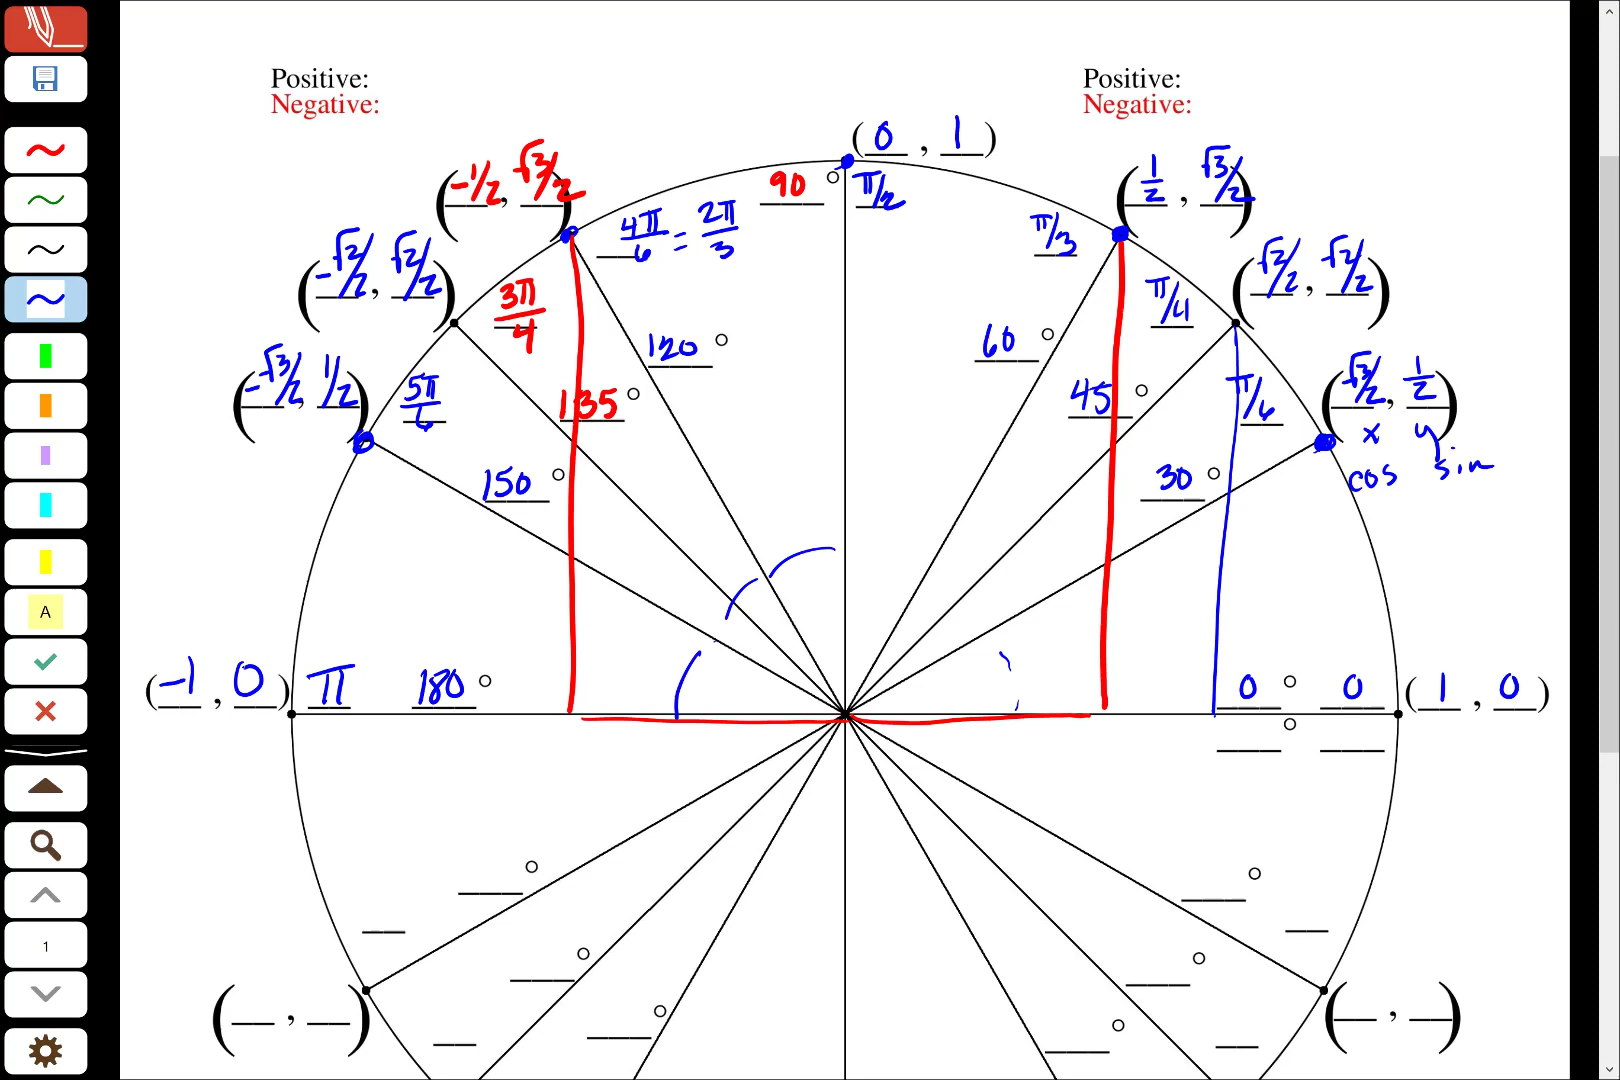 Positive:
Negative:
Positive:
Negative:
(0, 1)
90° π/2
(-1/2, √3/2)
4π/6 = 2π/3
π/3
(1/2, √3/2)
(-√2/2, √2/2)
3π/4
120°
60°
π/4
(√2/2, √2/2)
(-√3/2, 1/2)
5π/6
135°
45°
π/6
(√3/2, 1/2)
x y
cos sin
150°
30°
(-1, 0) π 180°
0° 0 (1, 0)
A
1